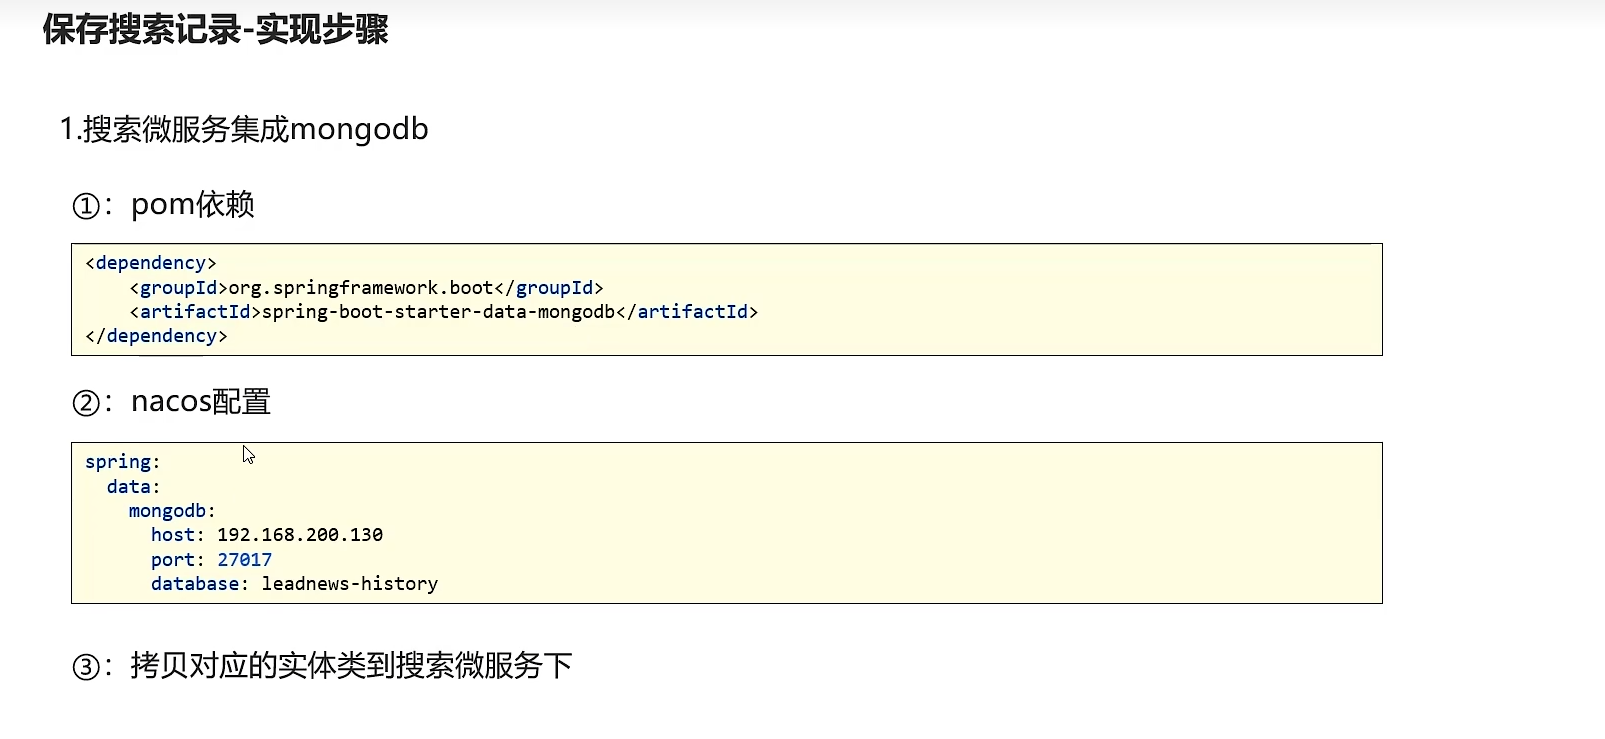 保存搜索记录-实现步骤
1.搜索微服务集成mongodb
①：pom依赖
<dependency>
    <groupId>org.springframework.boot</groupId>
    <artifactId>spring-boot-starter-data-mongodb</artifactId>
</dependency>
②：nacos配置
spring:
  data:
    mongodb:
      host: 192.168.200.130
      port: 27017
      database: leadnews-history
③：拷贝对应的实体类到搜索微服务下